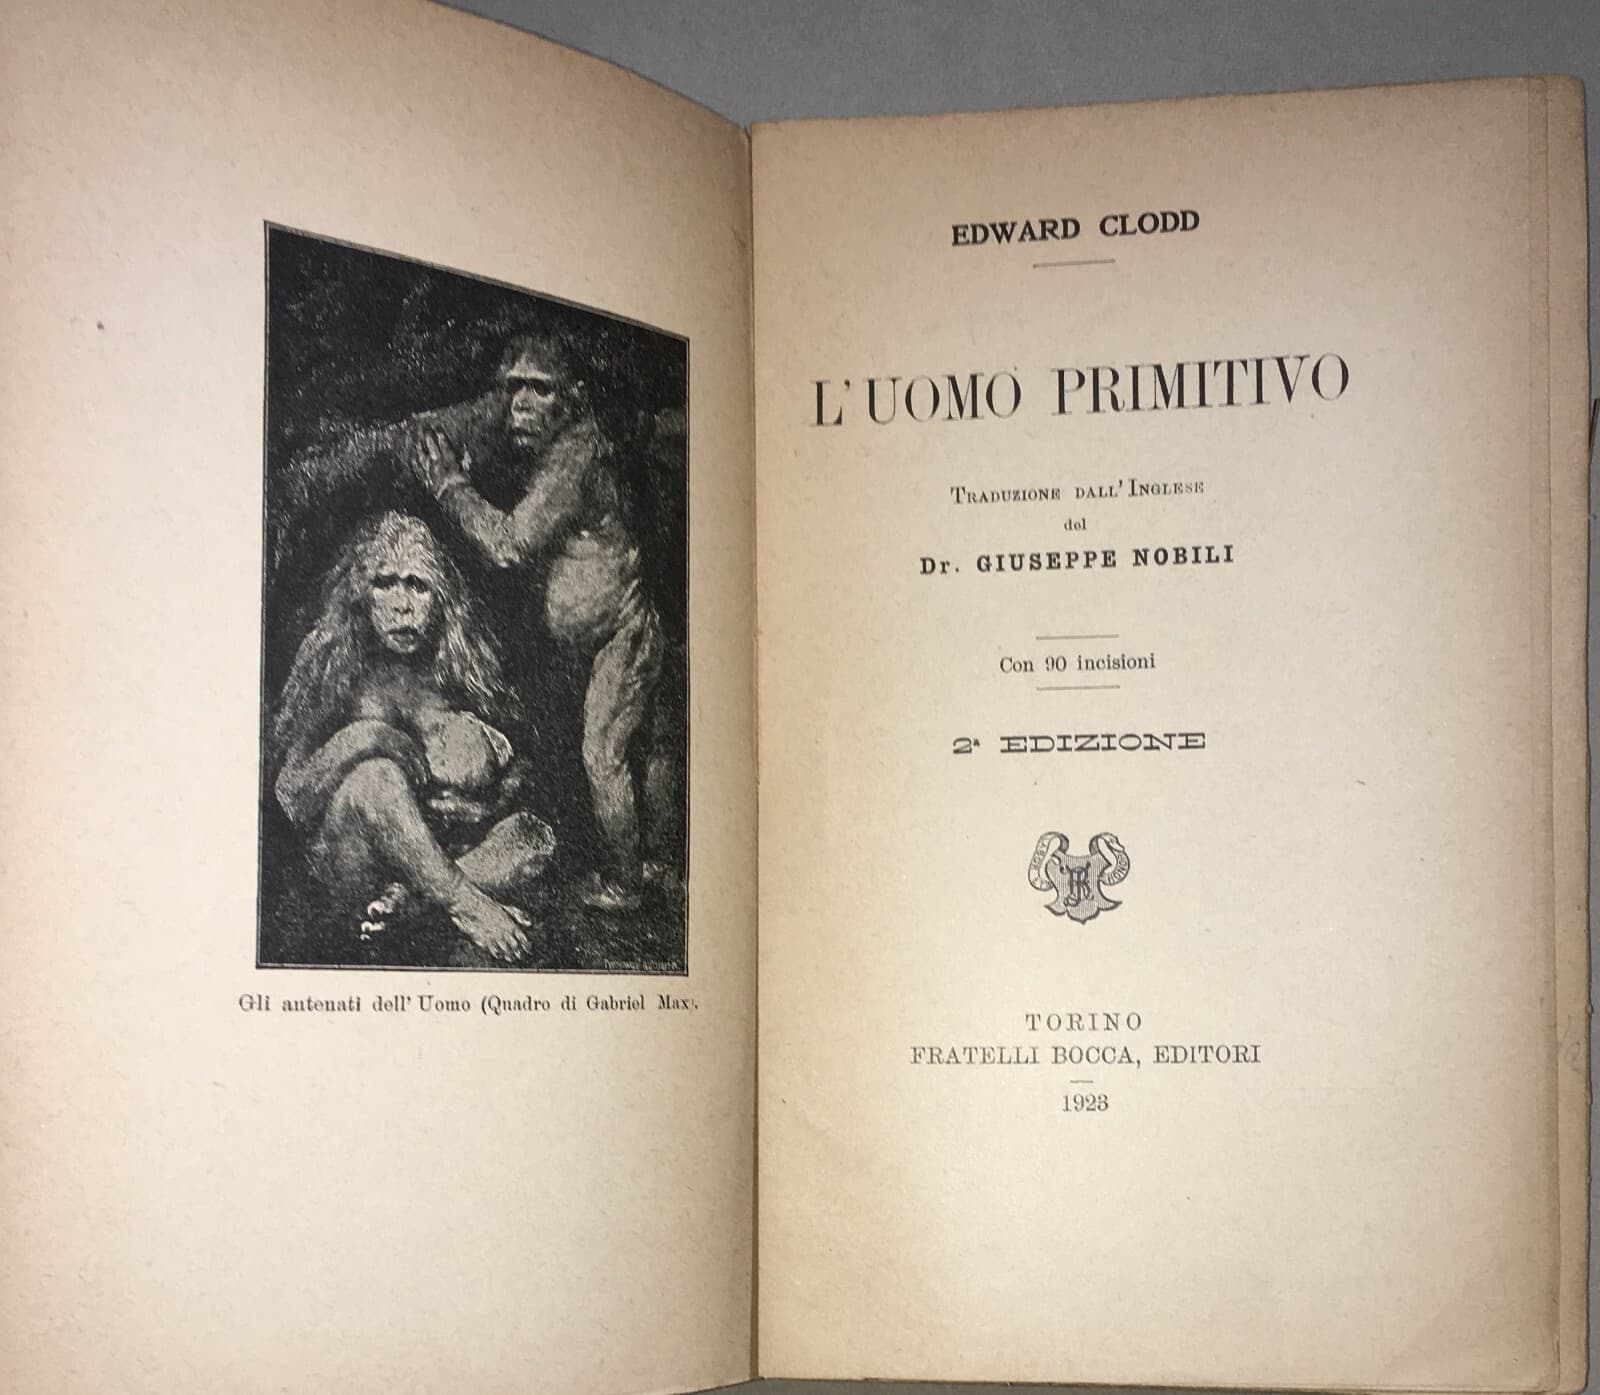 Gli antenati dell' Uomo (Quadro di Gabriel Max).
EDWARD CLODD
L'UOMO PRIMITIVO
TRADUZIONE DALL' INGLESE
del
Dr. GIUSEPPE NOBILI
Con 90 incisioni
2ª EDIZIONE
TORINO
FRATELLI BOCCA, EDITORI
1923